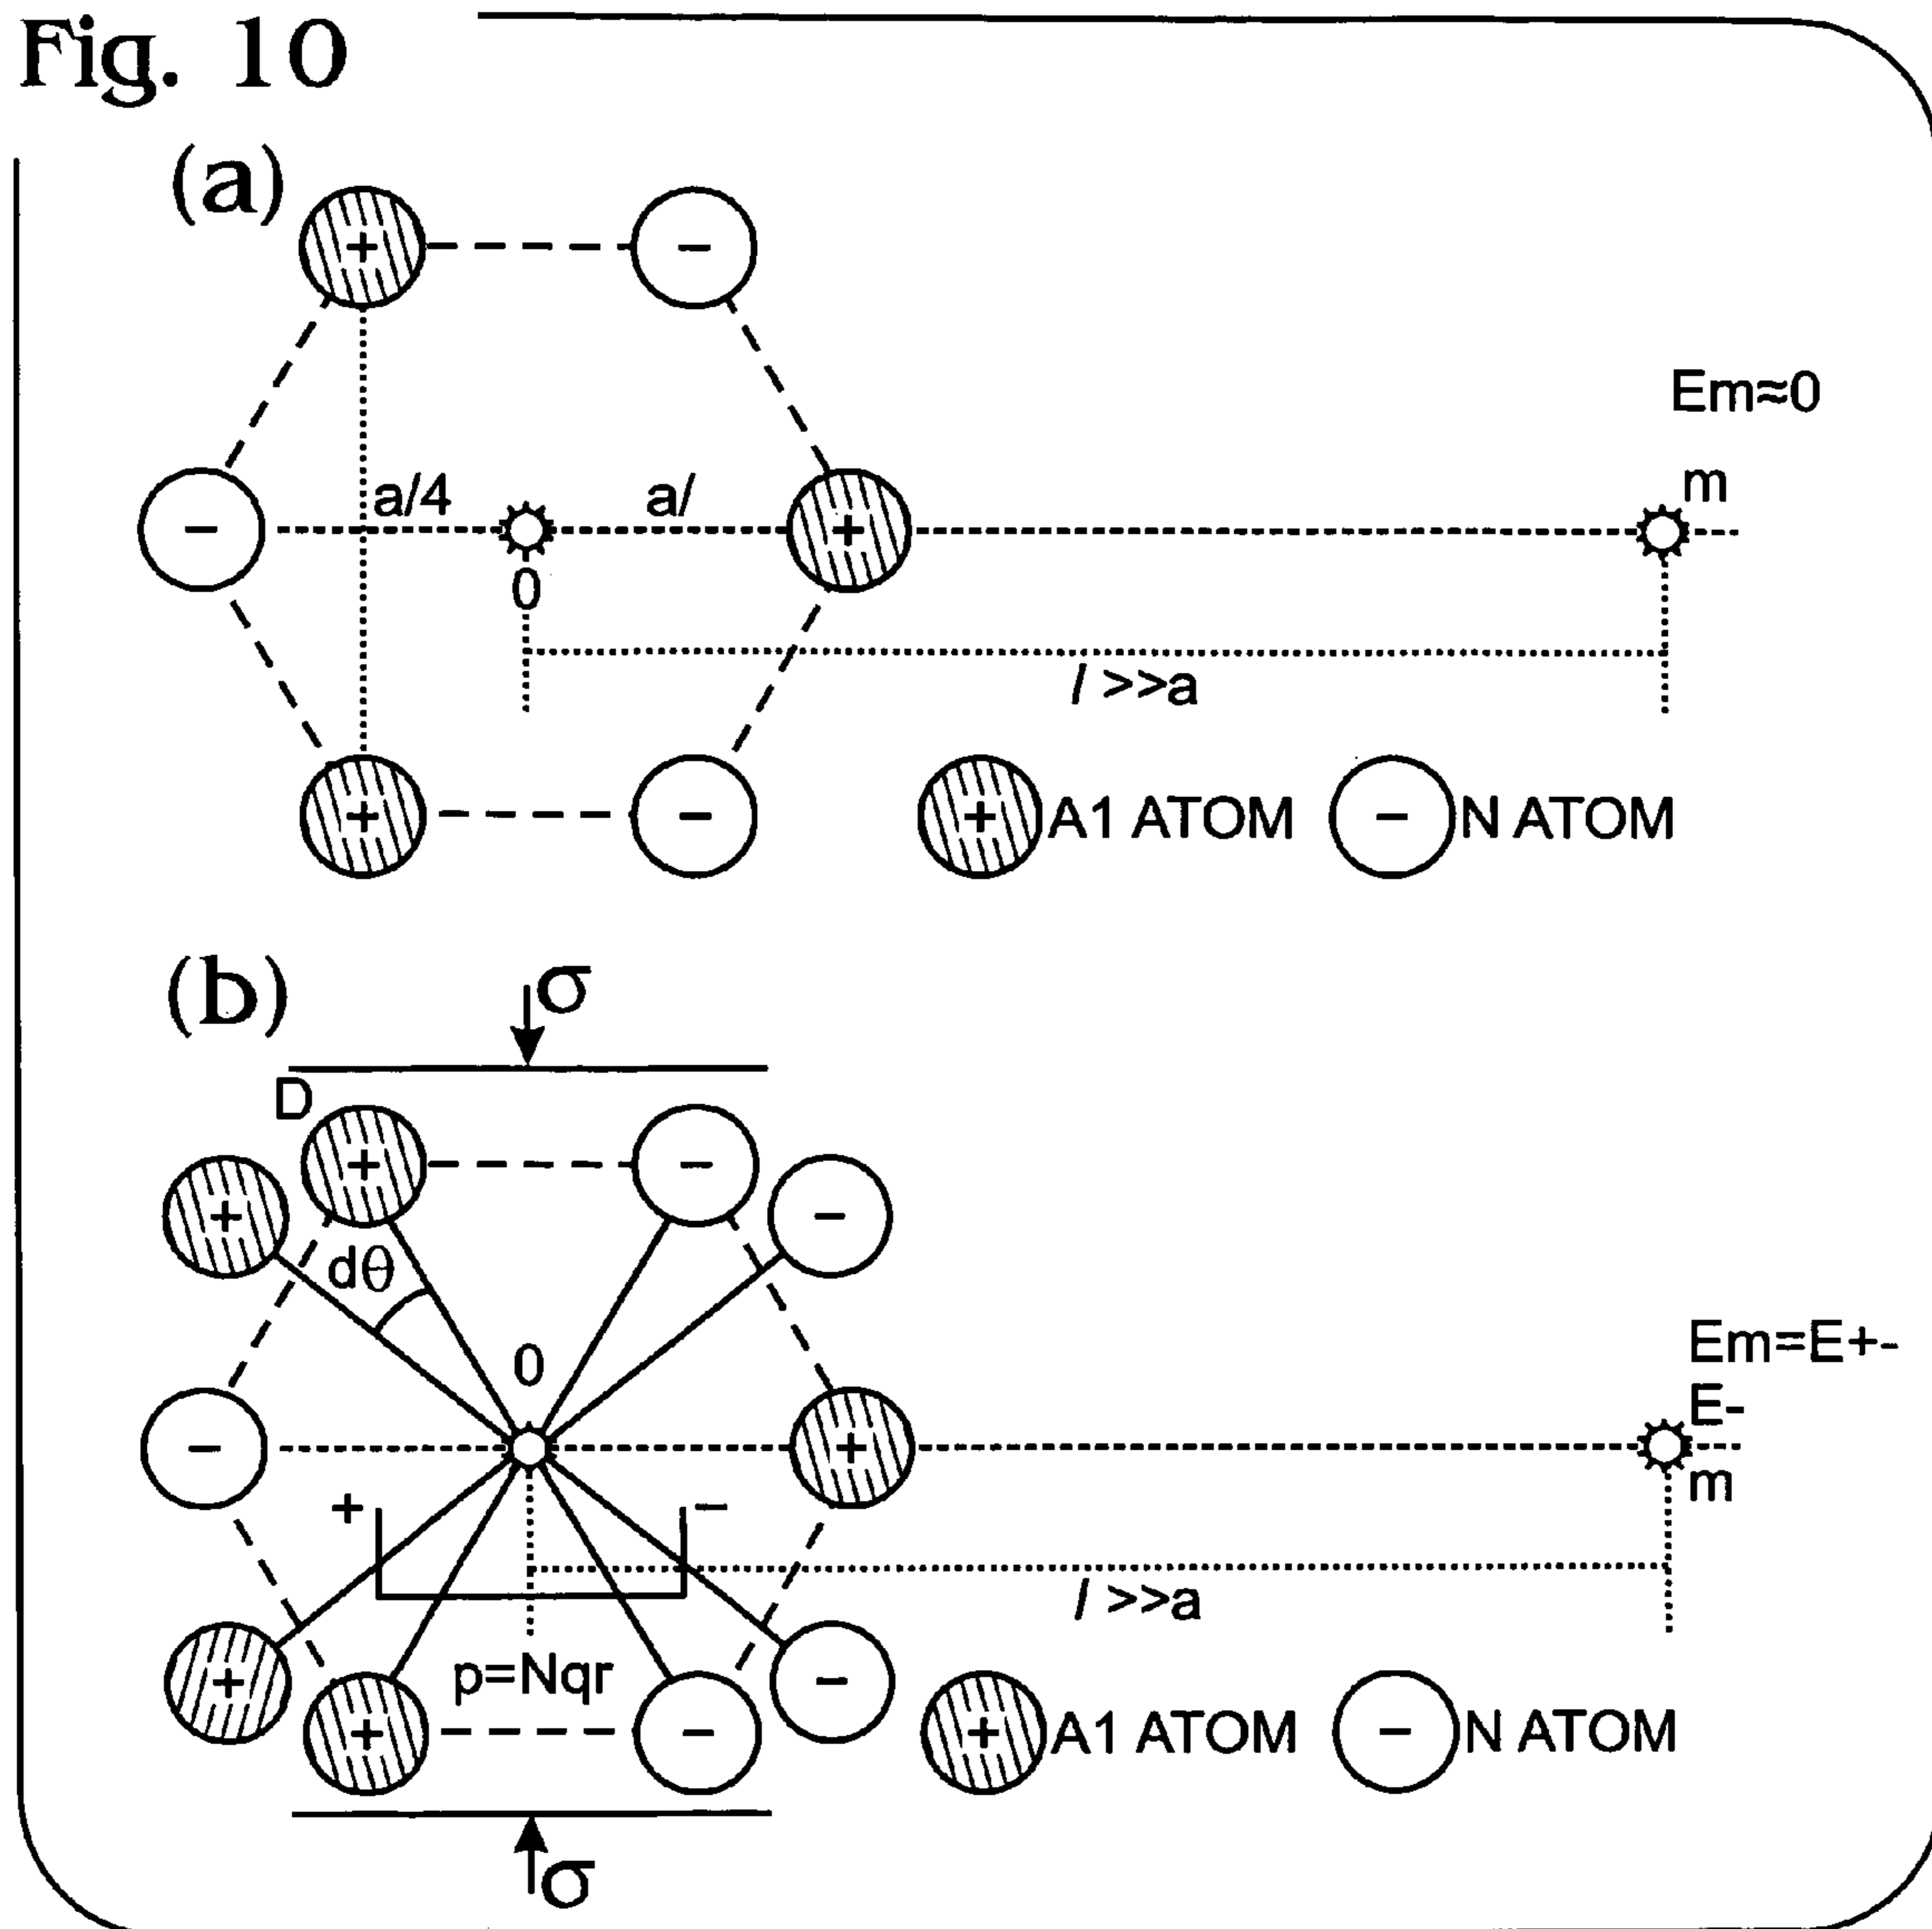 Fig. 10
(a)
+ −
Em≈0
m
a/4 a/
− +
0
l >>a
+ −
+ A1 ATOM − N ATOM
(b)
σ
D
+ −
+ −
dθ
0
Em=E+-
E-
− +
m
+ −
l >>a
p=Nqr
+ −
+ −
+ A1 ATOM − N ATOM
σ